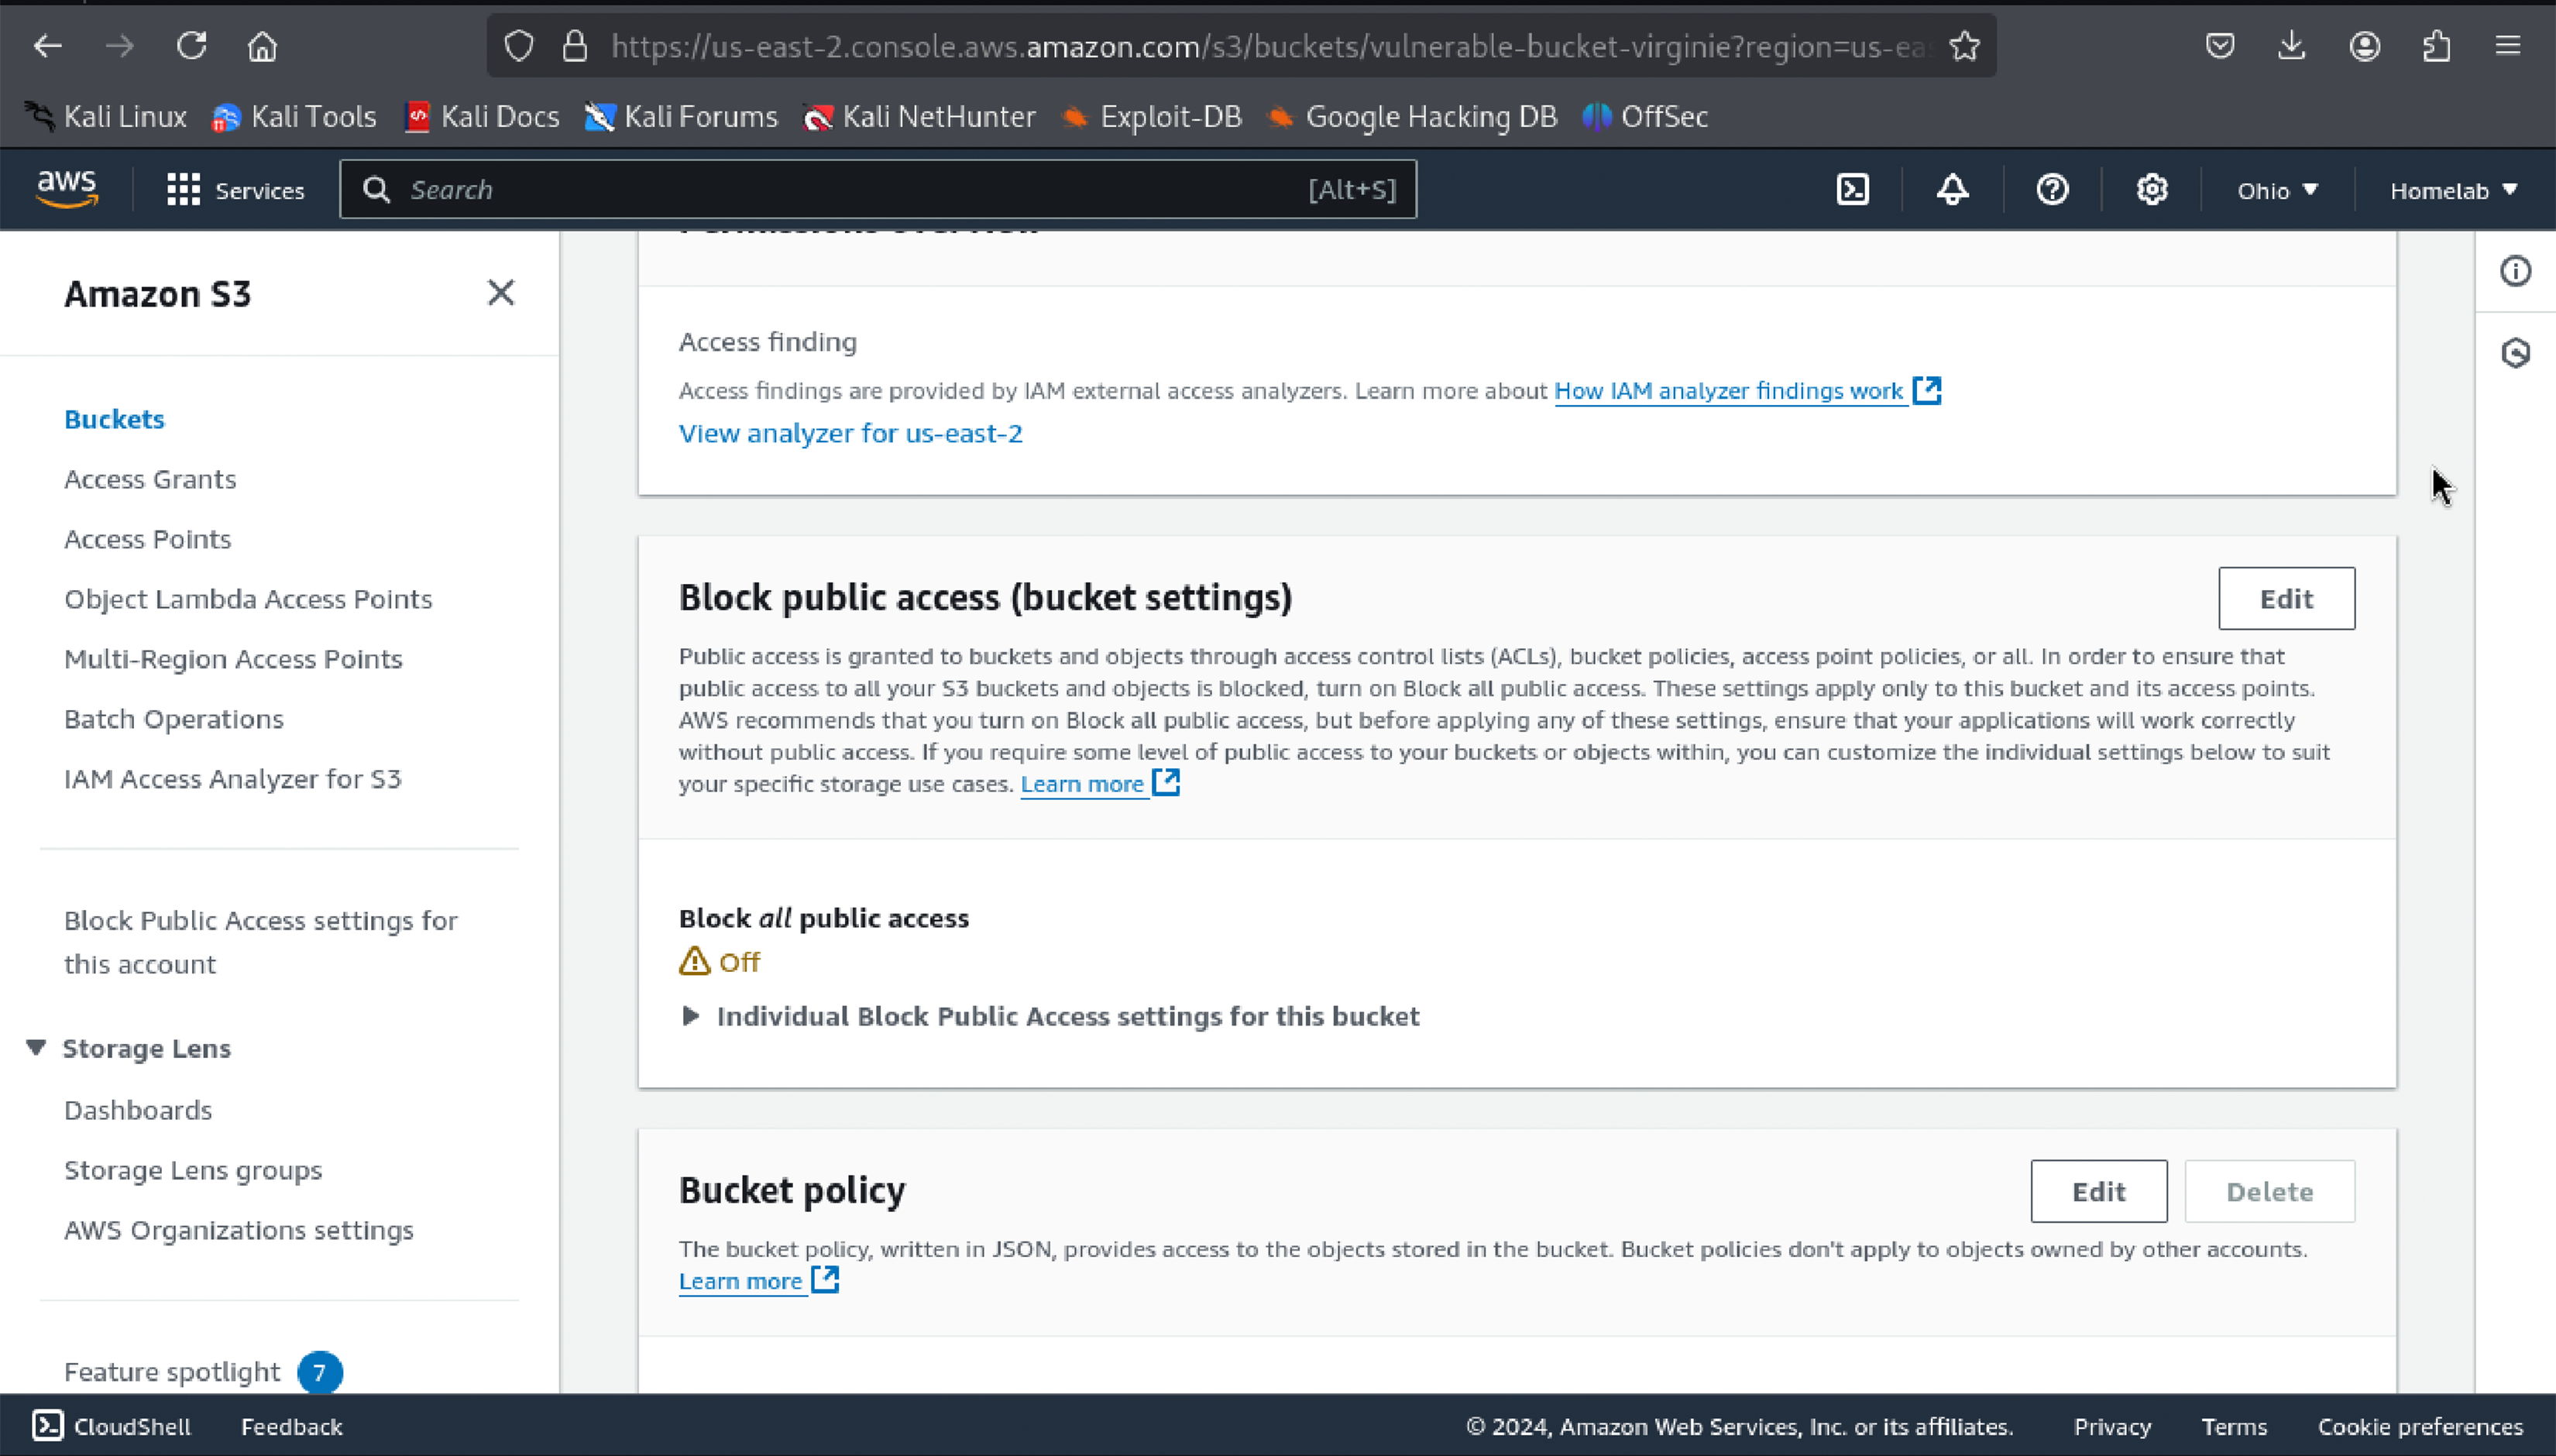 https://us-east-2.console.aws.amazon.com/s3/buckets/vulnerable-bucket-virginie?region=us-eas
Kali Linux Kali Tools Kali Docs Kali Forums Kali NetHunter Exploit-DB Google Hacking DB OffSec
aws Services Search [Alt+S] Ohio Homelab
Amazon S3
Buckets
Access Grants
Access Points
Object Lambda Access Points
Multi-Region Access Points
Batch Operations
IAM Access Analyzer for S3
Block Public Access settings for
this account
Storage Lens
Dashboards
Storage Lens groups
AWS Organizations settings
Feature spotlight 7
Permissions overview
Access finding
Access findings are provided by IAM external access analyzers. Learn more about How IAM analyzer findings work
View analyzer for us-east-2
Block public access (bucket settings)
Edit
Public access is granted to buckets and objects through access control lists (ACLs), bucket policies, access point policies, or all. In order to ensure that
public access to all your S3 buckets and objects is blocked, turn on Block all public access. These settings apply only to this bucket and its access points.
AWS recommends that you turn on Block all public access, but before applying any of these settings, ensure that your applications will work correctly
without public access. If you require some level of public access to your buckets or objects within, you can customize the individual settings below to suit
your specific storage use cases. Learn more
Block all public access
Off
Individual Block Public Access settings for this bucket
Bucket policy
Edit Delete
The bucket policy, written in JSON, provides access to the objects stored in the bucket. Bucket policies don't apply to objects owned by other accounts.
Learn more
CloudShell Feedback © 2024, Amazon Web Services, Inc. or its affiliates. Privacy Terms Cookie preferences